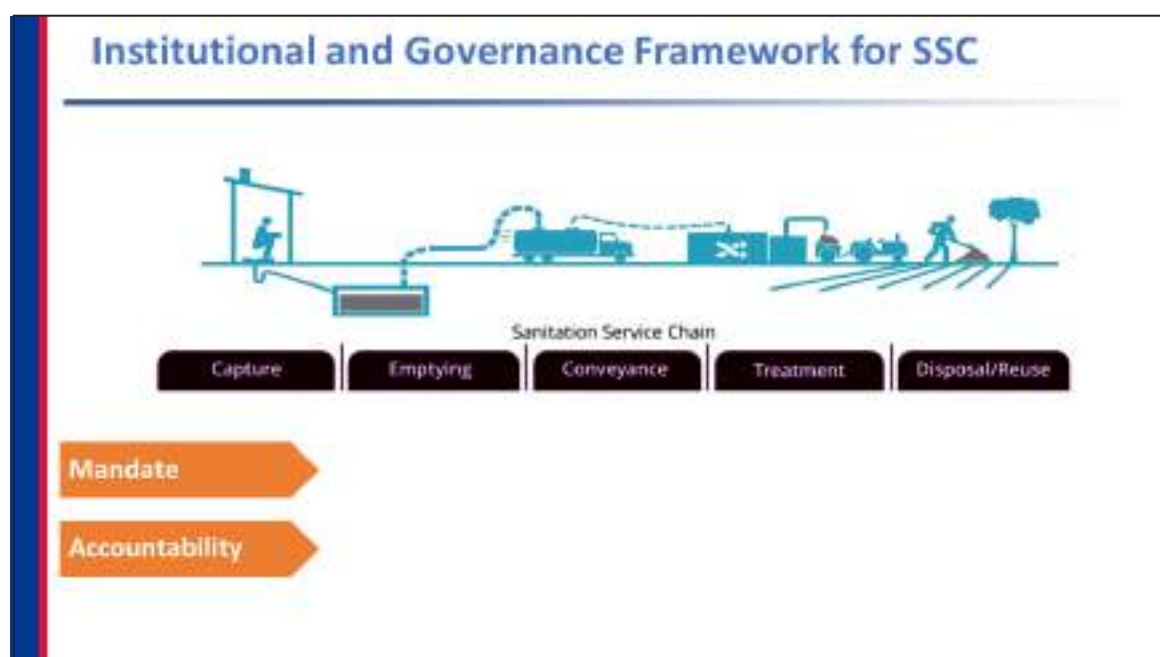 Institutional and Governance Framework for SSC
Sanitation Service Chain
Capture Emptying Conveyance Treatment Disposal/Reuse
Mandate
Accountability